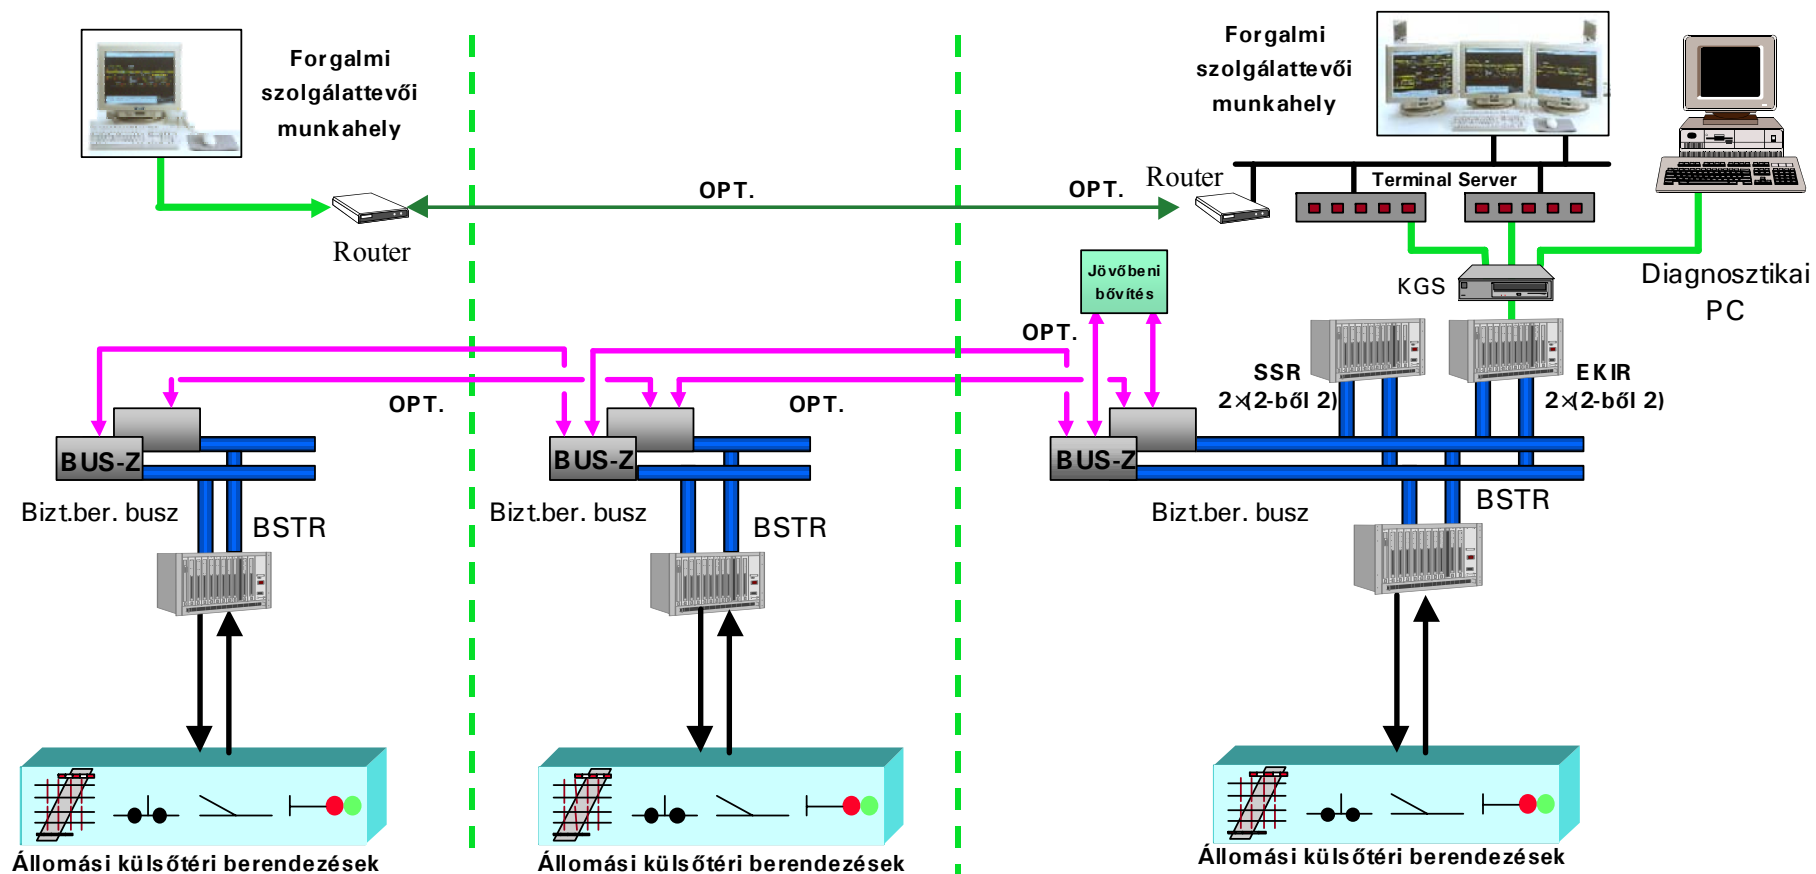 Forgalmi
szolgálattevői
munkahely
Forgalmi
szolgálattevői
munkahely
OPT.
OPT.
Router
Terminal Server
Router
Jövőbeni
bővítés
KGS
Diagnosztikai
PC
OPT.
SSR
2×(2-ből 2)
EKIR
2×(2-ből 2)
OPT.
OPT.
BUS-Z
BUS-Z
BUS-Z
Bizt.ber. busz
BSTR
Bizt.ber. busz
BSTR
Bizt.ber. busz
BSTR
Állomási külsőtéri berendezések
Állomási külsőtéri berendezések
Állomási külsőtéri berendezések